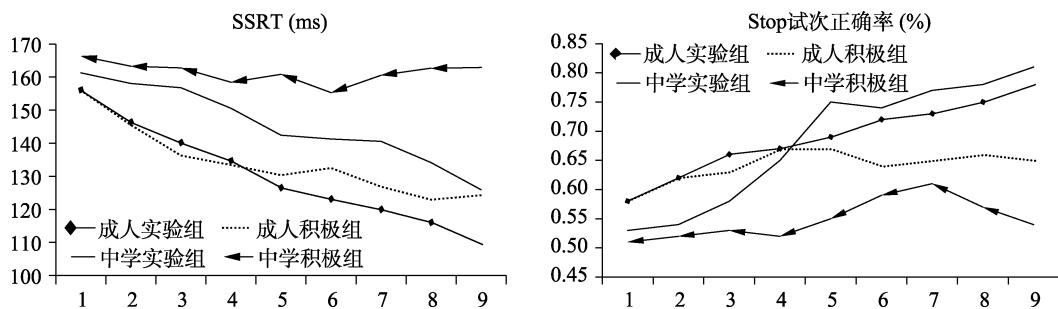 SSRT (ms)
170
160
150
140
130
120
110
100
成人实验组
成人积极组
中学实验组
中学积极组
1 2 3 4 5 6 7 8 9
Stop试次正确率 (%)
0.85
0.80
0.75
0.70
0.65
0.60
0.55
0.50
0.45
成人实验组
成人积极组
中学实验组
中学积极组
1 2 3 4 5 6 7 8 9